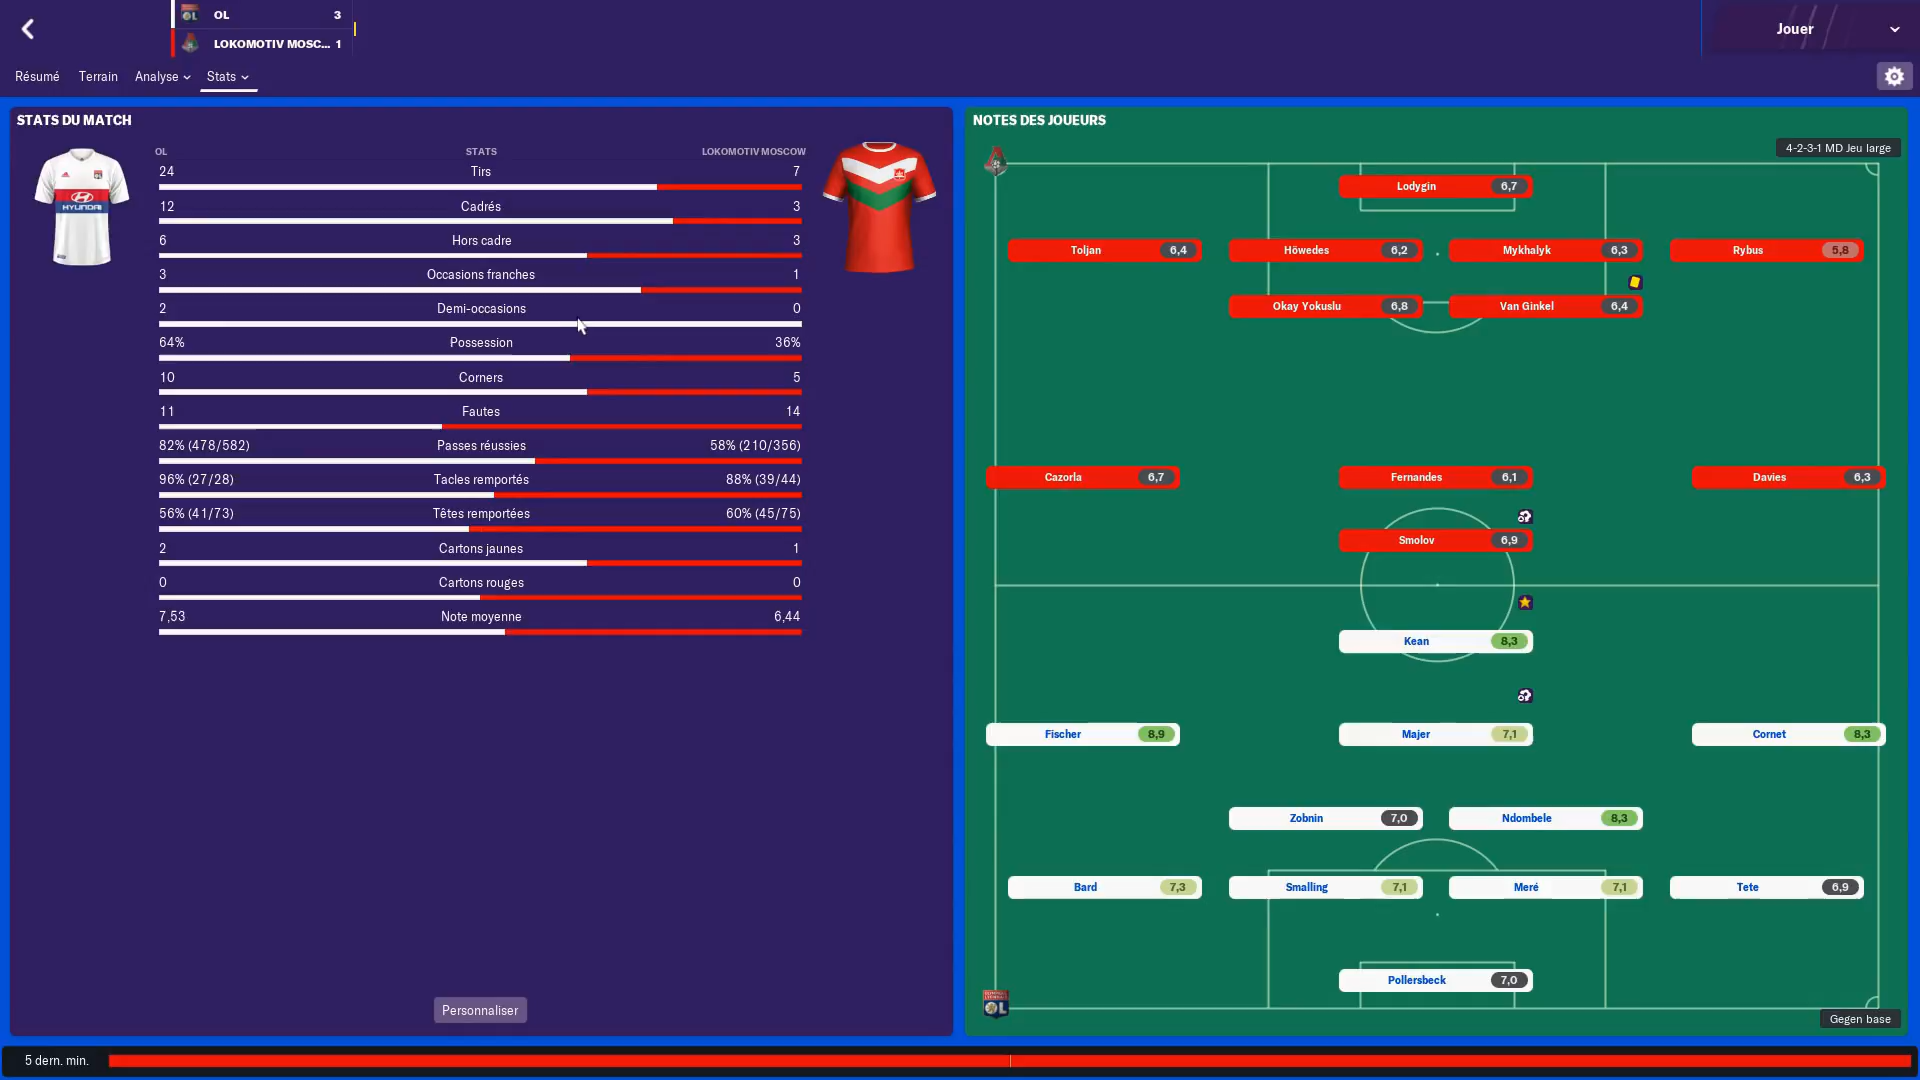 OL 3
LOKOMOTIV MOSC... 1
Jouer
Résumé Terrain Analyse Stats
STATS DU MATCH
OL STATS LOKOMOTIV MOSCOW
HYUNDAI
24 Tirs 7
12 Cadrés 3
6 Hors cadre 3
3 Occasions franches 1
2 Demi-occasions 0
64% Possession 36%
10 Corners 5
11 Fautes 14
82% (478/582) Passes réussies 58% (210/356)
96% (27/28) Tacles remportés 88% (39/44)
56% (41/73) Têtes remportées 60% (45/75)
2 Cartons jaunes 1
0 Cartons rouges 0
7,53 Note moyenne 6,44
Personnaliser
NOTES DES JOUEURS
4-2-3-1 MD Jeu large
Lodygin 6,7
Toljan 6,4 Höwedes 6,2 Mykhalyk 6,3 Rybus 5,8
Okay Yokuslu 6,8 Van Ginkel 6,4
Cazorla 6,7 Fernandes 6,1 Davies 6,3
Smolov 6,9
Kean 8,3
Fischer 8,9 Majer 7,1 Cornet 8,3
Zobnin 7,0 Ndombele 8,3
Bard 7,3 Smalling 7,1 Meré 7,1 Tete 6,9
Pollersbeck 7,0
OL
Gegen base
5 dern. min.